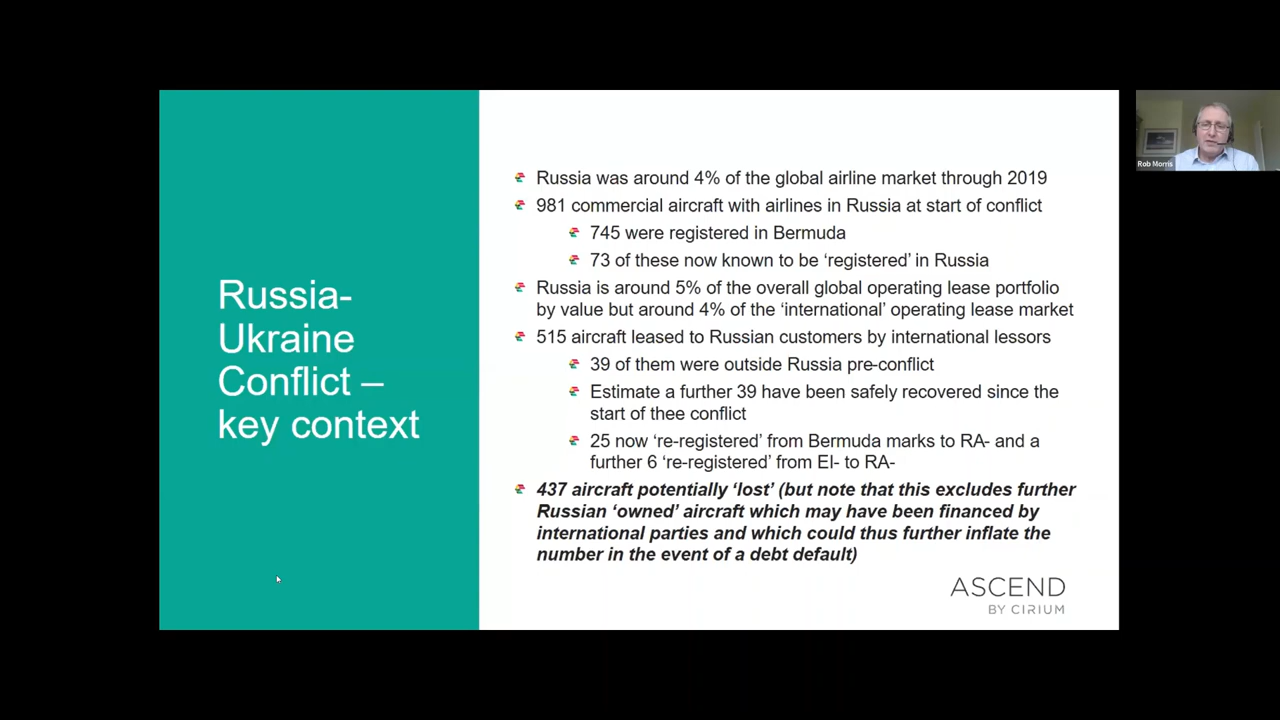 Russia-
Ukraine
Conflict –
key context
Russia was around 4% of the global airline market through 2019
981 commercial aircraft with airlines in Russia at start of conflict
745 were registered in Bermuda
73 of these now known to be ‘registered’ in Russia
Russia is around 5% of the overall global operating lease portfolio
by value but around 4% of the ‘international’ operating lease market
515 aircraft leased to Russian customers by international lessors
39 of them were outside Russia pre-conflict
Estimate a further 39 have been safely recovered since the
start of thee conflict
25 now ‘re-registered’ from Bermuda marks to RA- and a
further 6 ‘re-registered’ from EI- to RA-
437 aircraft potentially ‘lost’ (but note that this excludes further
Russian ‘owned’ aircraft which may have been financed by
international parties and which could thus further inflate the
number in the event of a debt default)
ASCEND
BY CIRIUM
Rob Morris